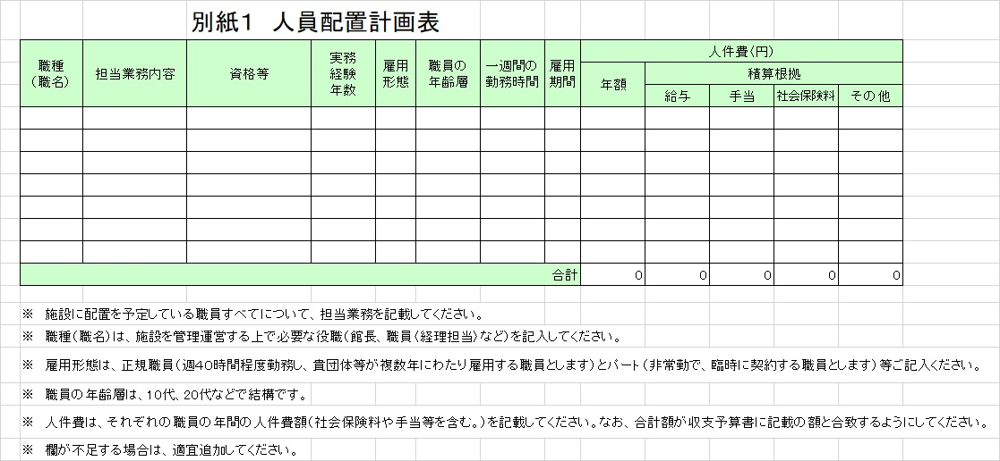 別紙1 人員配置計画表
職種
（職名）
担当業務内容
資格等
実務
経験
年数
雇用
形態
職員の
年齢層
一週間の
勤務時間
雇用
期間
人件費（円）
年額
積算根拠
給与
手当
社会保険料
その他
合計 0 0 0 0 0
※ 施設に配置を予定している職員すべてについて、担当業務を記載してください。
※ 職種（職名）は、施設を管理運営する上で必要な役職（館長、職員〈経理担当〉など）を記入してください。
※ 雇用形態は、正規職員（週40時間程度勤務し、貴団体等が複数年にわたり雇用する職員とします）とパート（非常勤で、臨時に契約する職員とします）等ご記入ください。
※ 職員の年齢層は、10代、20代などで結構です。
※ 人件費は、それぞれの職員の年間の人件費額（社会保険料や手当等を含む。）を記載してください。なお、合計額が収支予算書に記載の額と合致するようにしてください。
※ 欄が不足する場合は、適宜追加してください。